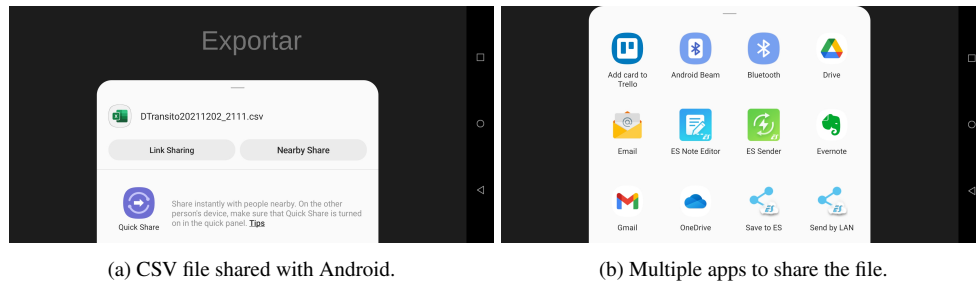 Exportar
DTransito20211202_2111.csv
Link Sharing
Nearby Share
Quick Share
Share instantly with people nearby. On the other
person's device, make sure that Quick Share is turned
on in the quick panel. Tips
(a) CSV file shared with Android.
Add card to
Trello
Android Beam
Bluetooth
Drive
Email
ES Note Editor
ES Sender
Evernote
Gmail
OneDrive
Save to ES
Send by LAN
(b) Multiple apps to share the file.